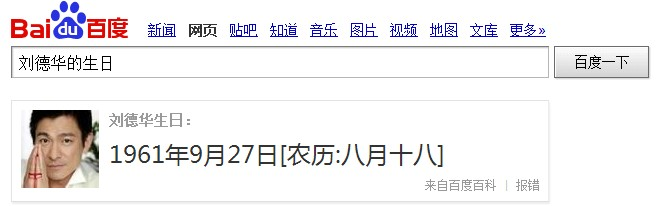 Bai du 百度 新闻 网页 贴吧 知道 音乐 图片 视频 地图 文库 更多»
刘德华的生日 百度一下
刘德华生日：
1961年9月27日[农历:八月十八]
来自百度百科 | 报错